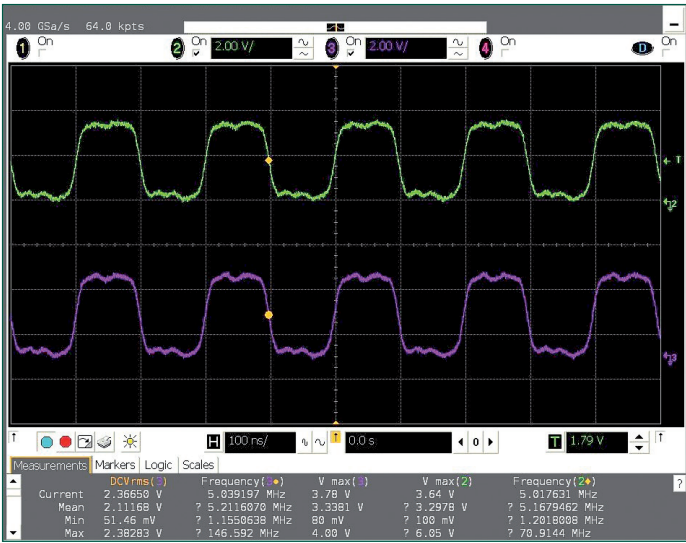 4.00 GSa/s 64.0 kpts
1 On 2 On 2.00 V/ 3 On 2.00 V/ 4 On D On
T
2
3
H 100 ns/ 0.0 s 0 T 1.79 V
Measurements Markers Logic Scales
DCVrms(3) Frequency(3) V max(3) V max(2) Frequency(2) ?
Current 2.36650 V 5.039197 MHz 3.78 V 3.64 V 5.017631 MHz
Mean 2.11168 V ? 5.2116070 MHz 3.3381 V ? 3.2978 V ? 5.1679462 MHz
Min 51.46 mV ? 1.1550638 MHz 80 mV ? 100 mV ? 1.2018008 MHz
Max 2.38283 V ? 146.592 MHz 4.00 V ? 6.05 V ? 70.9144 MHz